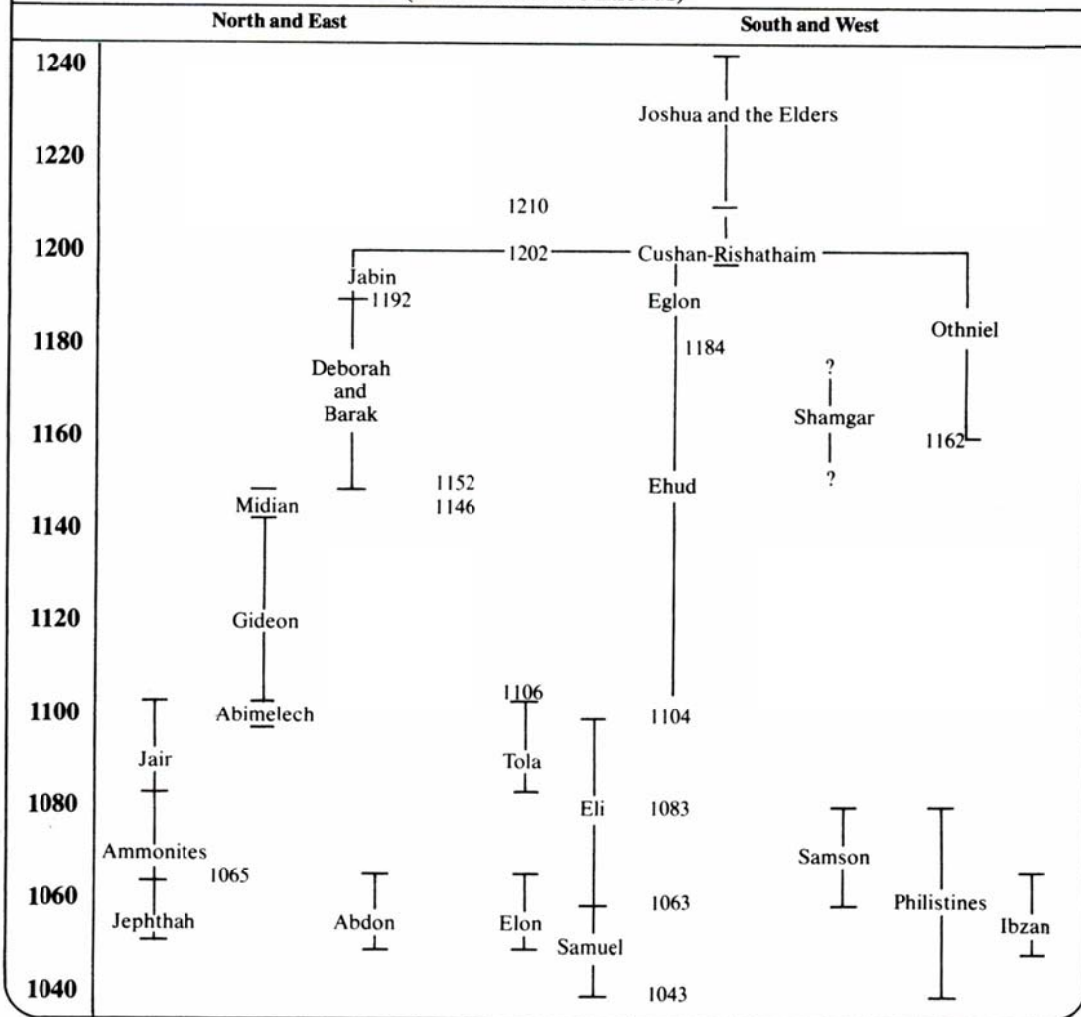 North and East South and West
1240
Joshua and the Elders
1220
1210
1200
1202 Cushan-Rishathaim
Jabin
1192 Eglon
Othniel
1180
1184
Deborah
and
Barak
?
Shamgar
1160
1162
?
1152
1146
Midian Ehud
1140
1120
Gideon
1106
1100
Abimelech 1104
Jair Tola
1080
Eli 1083
Ammonites
1065
Samson
1060
1063
Philistines
Jephthah Abdon Elon Ibzan
Samuel
1040
1043